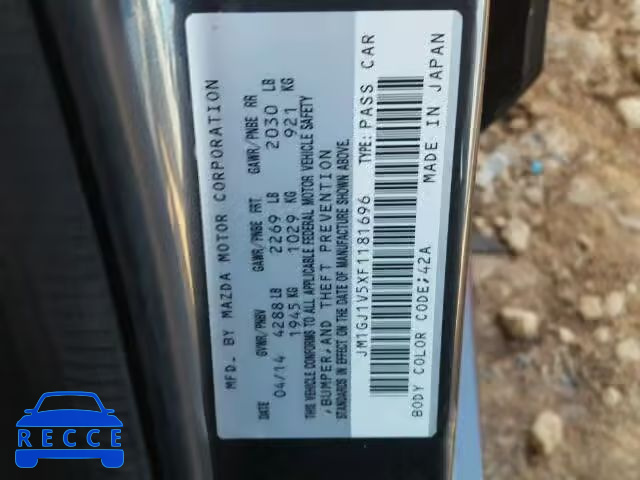 MFD. BY MAZDA MOTOR CORPORATION
DATE GVWR/PNBV GAWR/PNBE FRT GAWR/PNBE RR
04/14 4288 LB 2269 LB 2030 LB
1945 KG 1029 KG 921 KG
THIS VEHICLE CONFORMS TO ALL APPLICABLE FEDERAL MOTOR VEHICLE SAFETY
,BUMPER,AND THEFT PREVENTION
STANDARDS IN EFFECT ON THE DATE OF MANUFACTURE SHOWN ABOVE.
JM1GJ1V5XF1181696 TYPE: PASS CAR
BODY COLOR CODE;42A MADE IN JAPAN
RECCE